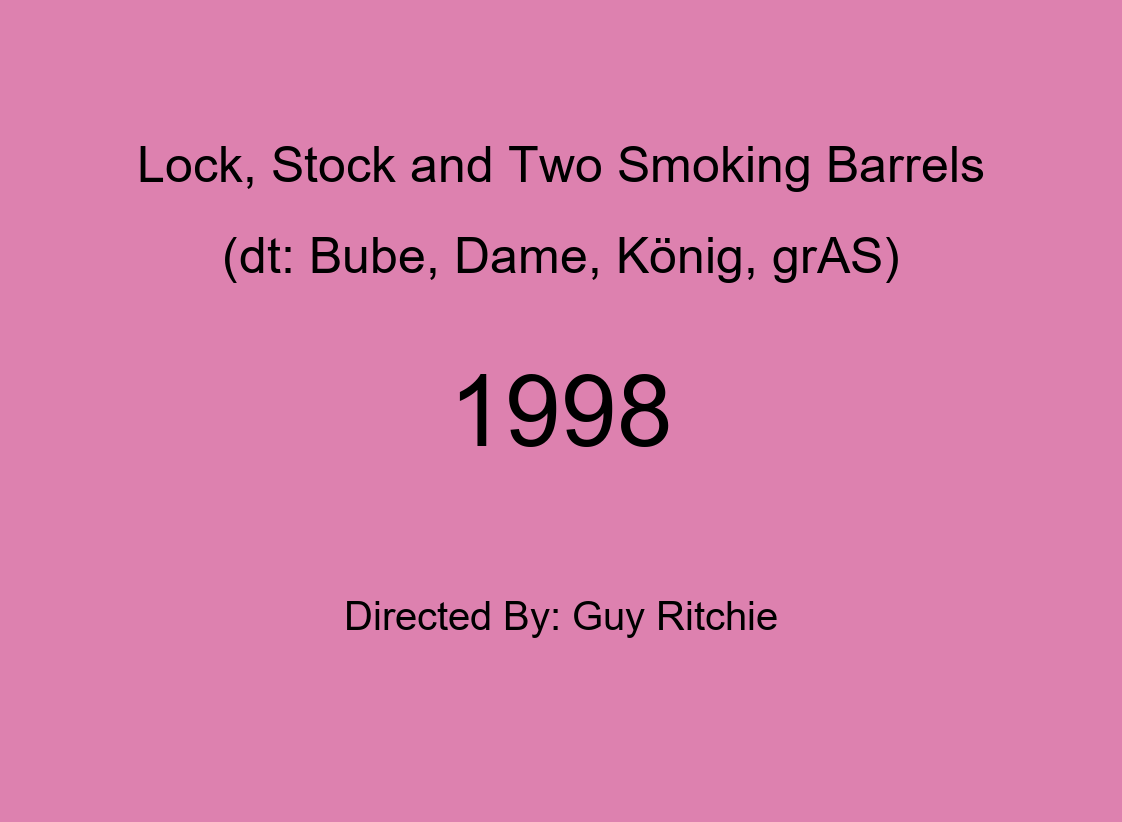 Lock, Stock and Two Smoking Barrels
(dt: Bube, Dame, König, grAS)
1998
Directed By: Guy Ritchie